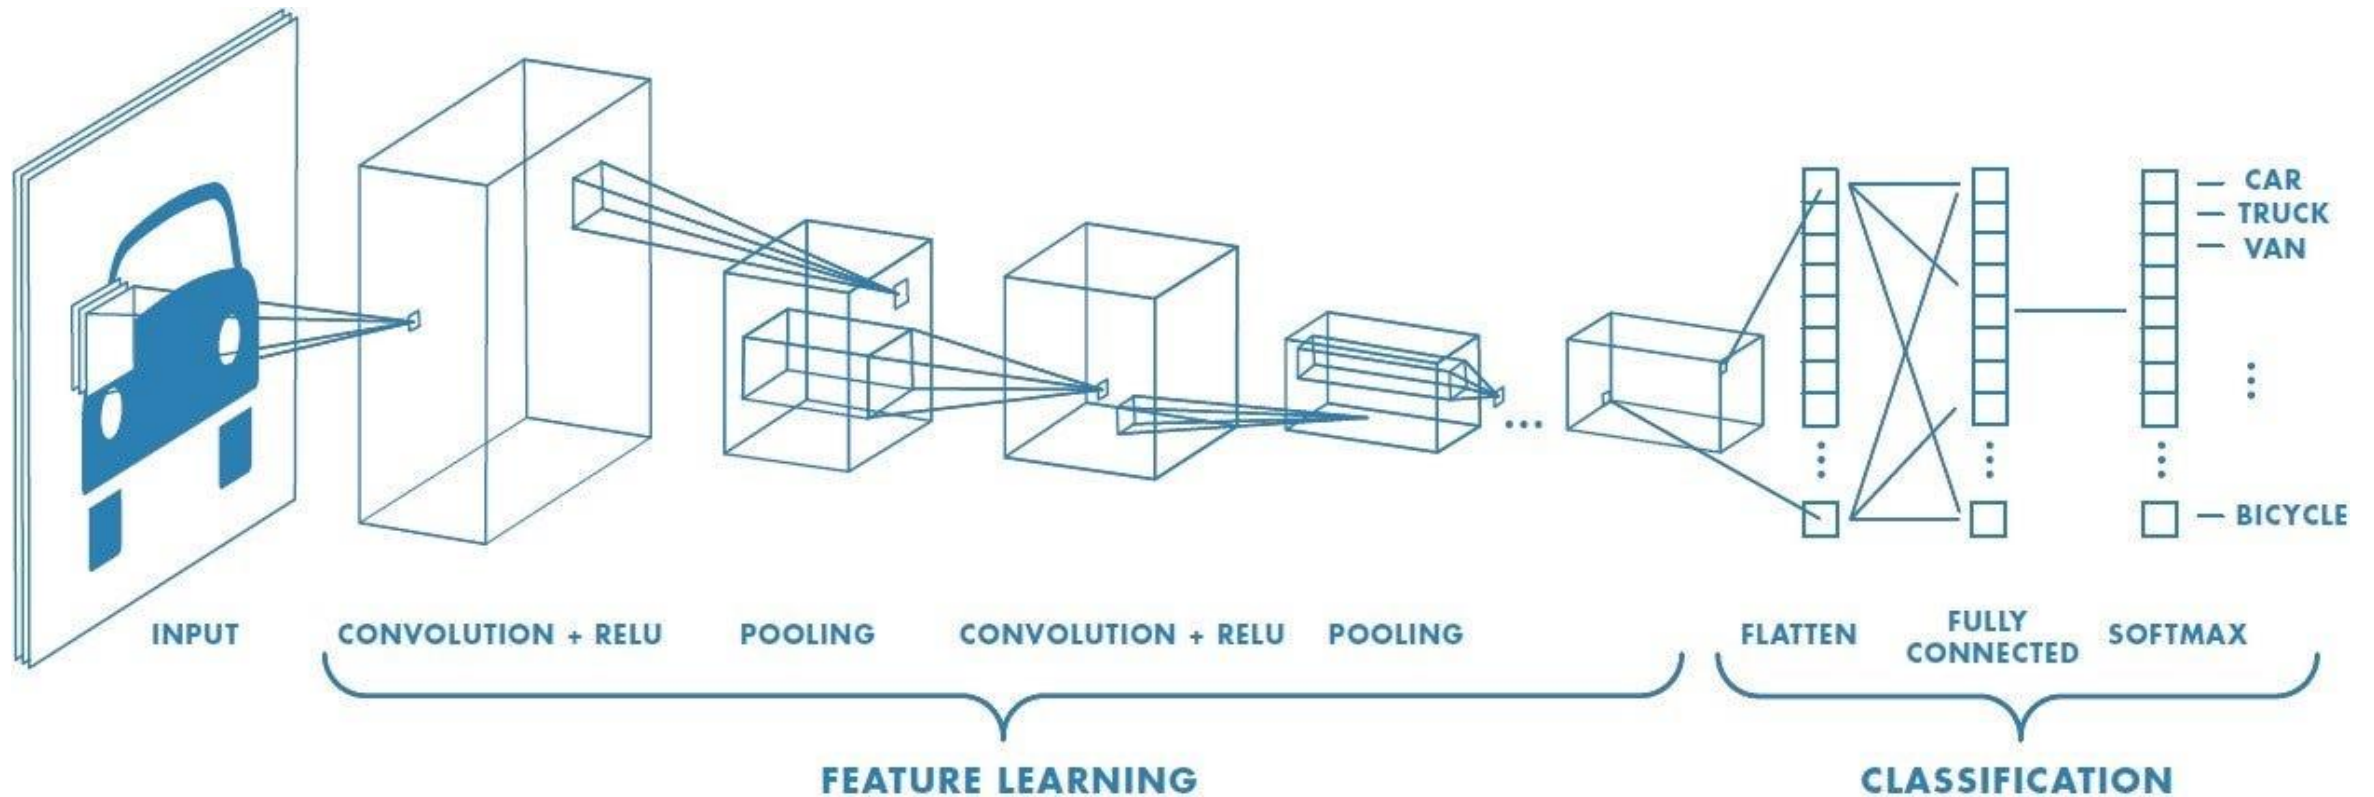 CAR
TRUCK
VAN
BICYCLE
INPUT
CONVOLUTION + RELU
POOLING
CONVOLUTION + RELU
POOLING
FLATTEN
FULLY
CONNECTED
SOFTMAX
FEATURE LEARNING
CLASSIFICATION